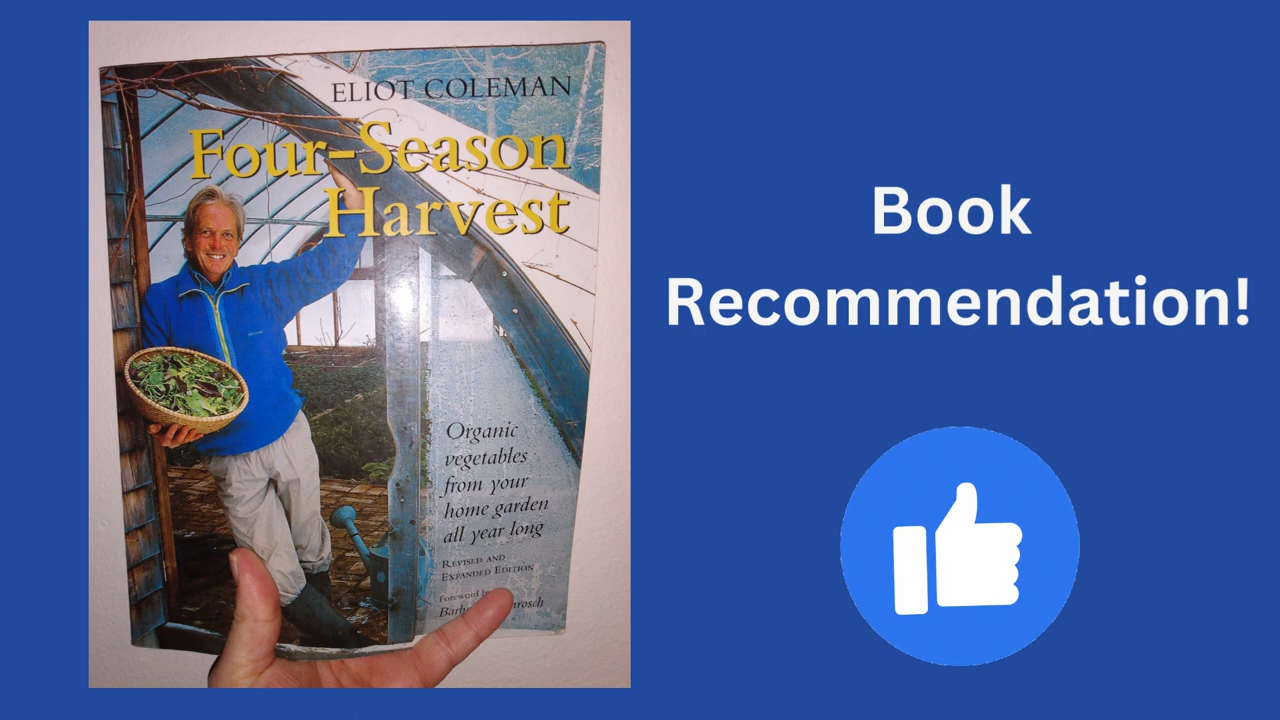 ELIOT COLEMAN
Four-Season
Harvest
Organic
vegetables
from your
home garden
all year long
REVISED AND
EXPANDED EDITION
Foreword
Book
Recommendation!